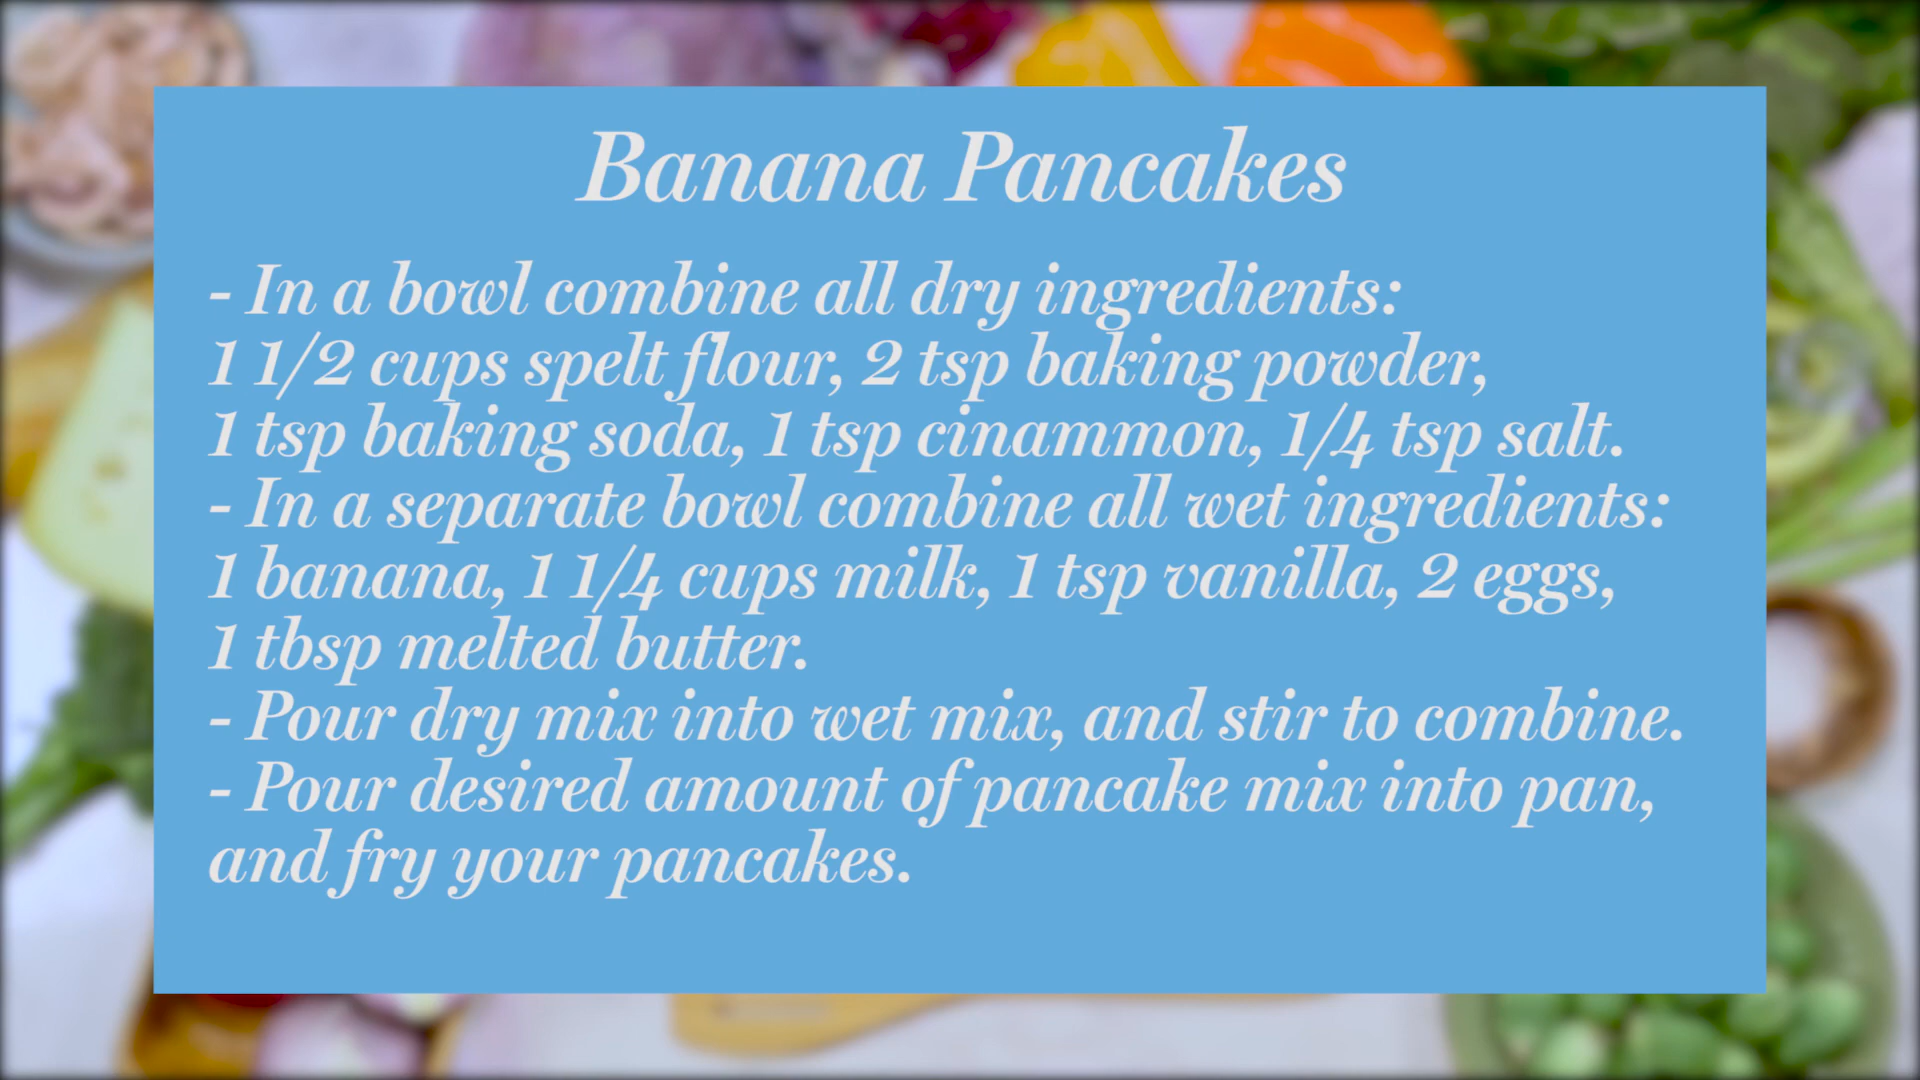 Banana Pancakes
- In a bowl combine all dry ingredients:
1 1/2 cups spelt flour, 2 tsp baking powder,
1 tsp baking soda, 1 tsp cinammon, 1/4 tsp salt.
- In a separate bowl combine all wet ingredients:
1 banana, 1 1/4 cups milk, 1 tsp vanilla, 2 eggs,
1 tbsp melted butter.
- Pour dry mix into wet mix, and stir to combine.
- Pour desired amount of pancake mix into pan,
and fry your pancakes.